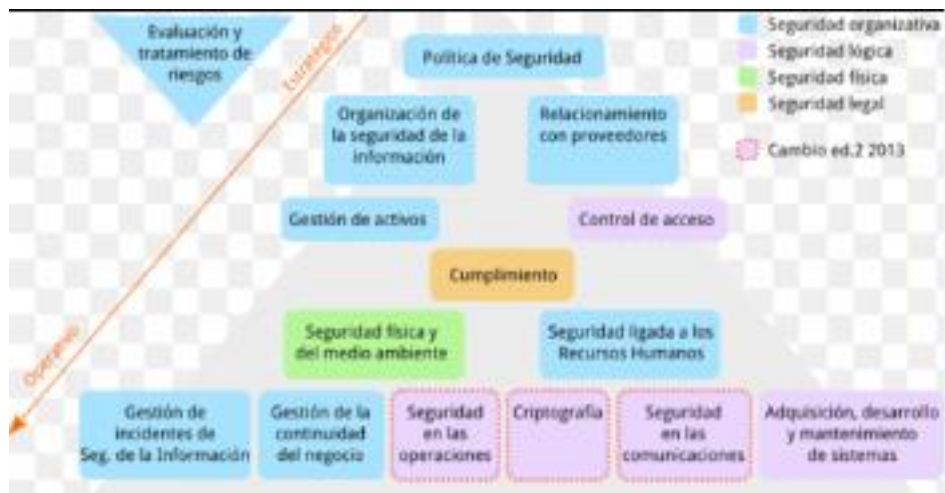 Evaluación y
tratamiento de
riesgos
Estratégico
Política de Seguridad
Seguridad organizativa
Seguridad lógica
Seguridad física
Seguridad legal
Cambio ed.2 2013
Organización de
la seguridad de la
información
Relacionamiento
con proveedores
Gestión de activos
Control de acceso
Cumplimiento
Seguridad física y
del medio ambiente
Seguridad ligada a los
Recursos Humanos
Operativo
Gestión de
incidentes de
Seg. de la Información
Gestión de la
continuidad
del negocio
Seguridad
en las
operaciones
Criptografía
Seguridad
en las
comunicaciones
Adquisición, desarrollo
y mantenimiento
de sistemas